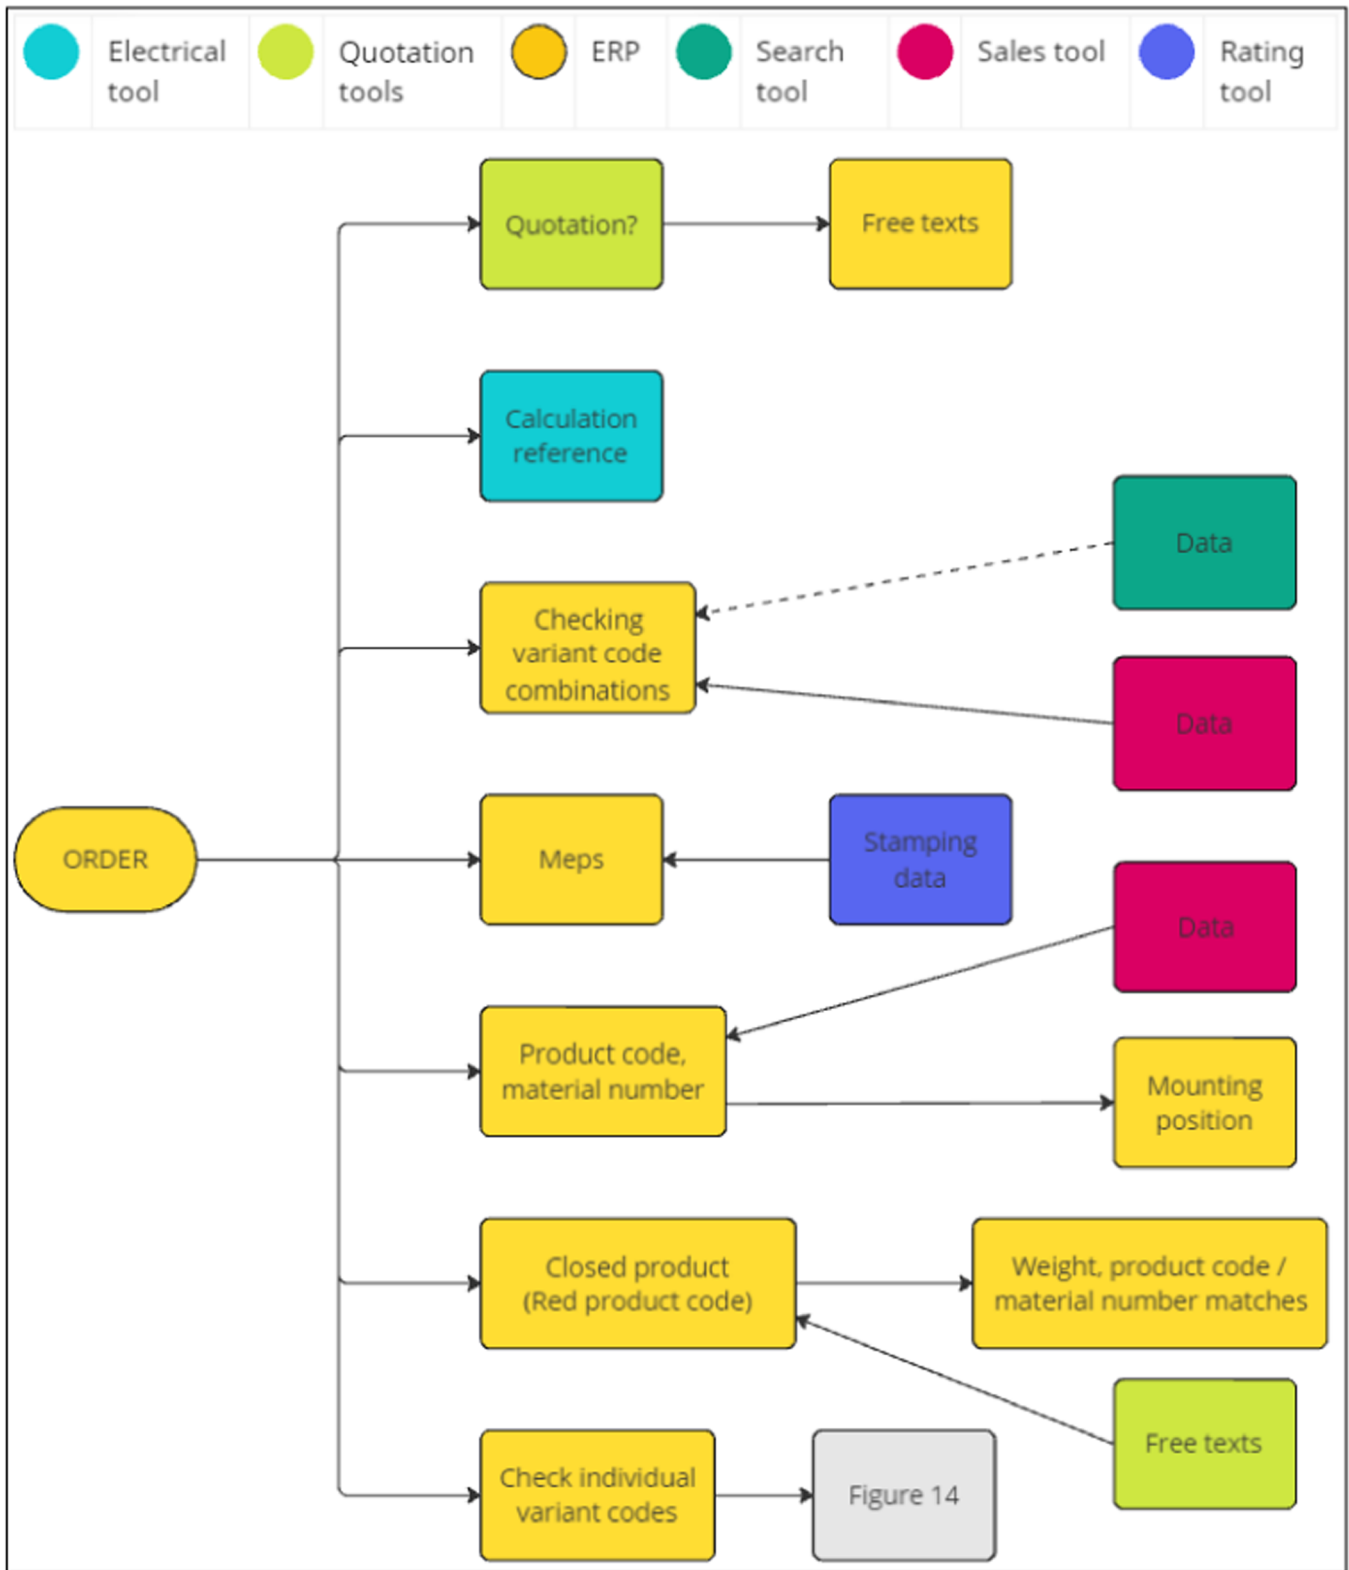 Electrical
tool
Quotation
tools
ERP
Search
tool
Sales tool
Rating
tool
Quotation?
Free texts
Calculation
reference
Data
Checking
variant code
combinations
Data
ORDER
Meps
Stamping
data
Data
Product code,
material number
Mounting
position
Closed product
(Red product code)
Weight, product code /
material number matches
Free texts
Check individual
variant codes
Figure 14